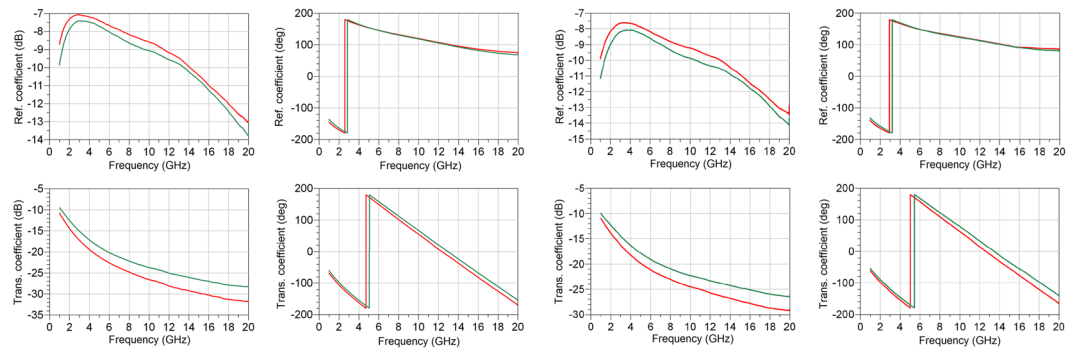 -7
-8
-9
-10
-11
-12
-13
-14
0 2 4 6 8 10 12 14 16 18 20
Frequency (GHz)
Ref. coefficient (dB)
200
100
0
-100
-200
0 2 4 6 8 10 12 14 16 18 20
Frequency (GHz)
Ref. coefficient (deg)
-7
-8
-9
-10
-11
-12
-13
-14
-15
0 2 4 6 8 10 12 14 16 18 20
Frequency (GHz)
Ref. coefficient (dB)
200
100
0
-100
-200
0 2 4 6 8 10 12 14 16 18 20
Frequency (GHz)
Ref. coefficient (deg)
-5
-10
-15
-20
-25
-30
-35
0 2 4 6 8 10 12 14 16 18 20
Frequency (GHz)
Trans. coefficient (dB)
200
100
0
-100
-200
0 2 4 6 8 10 12 14 16 18 20
Frequency (GHz)
Trans. coefficient (deg)
-5
-10
-15
-20
-25
-30
0 2 4 6 8 10 12 14 16 18 20
Frequency (GHz)
Trans. coefficient (dB)
200
100
0
-100
-200
0 2 4 6 8 10 12 14 16 18 20
Frequency (GHz)
Trans. coefficient (deg)